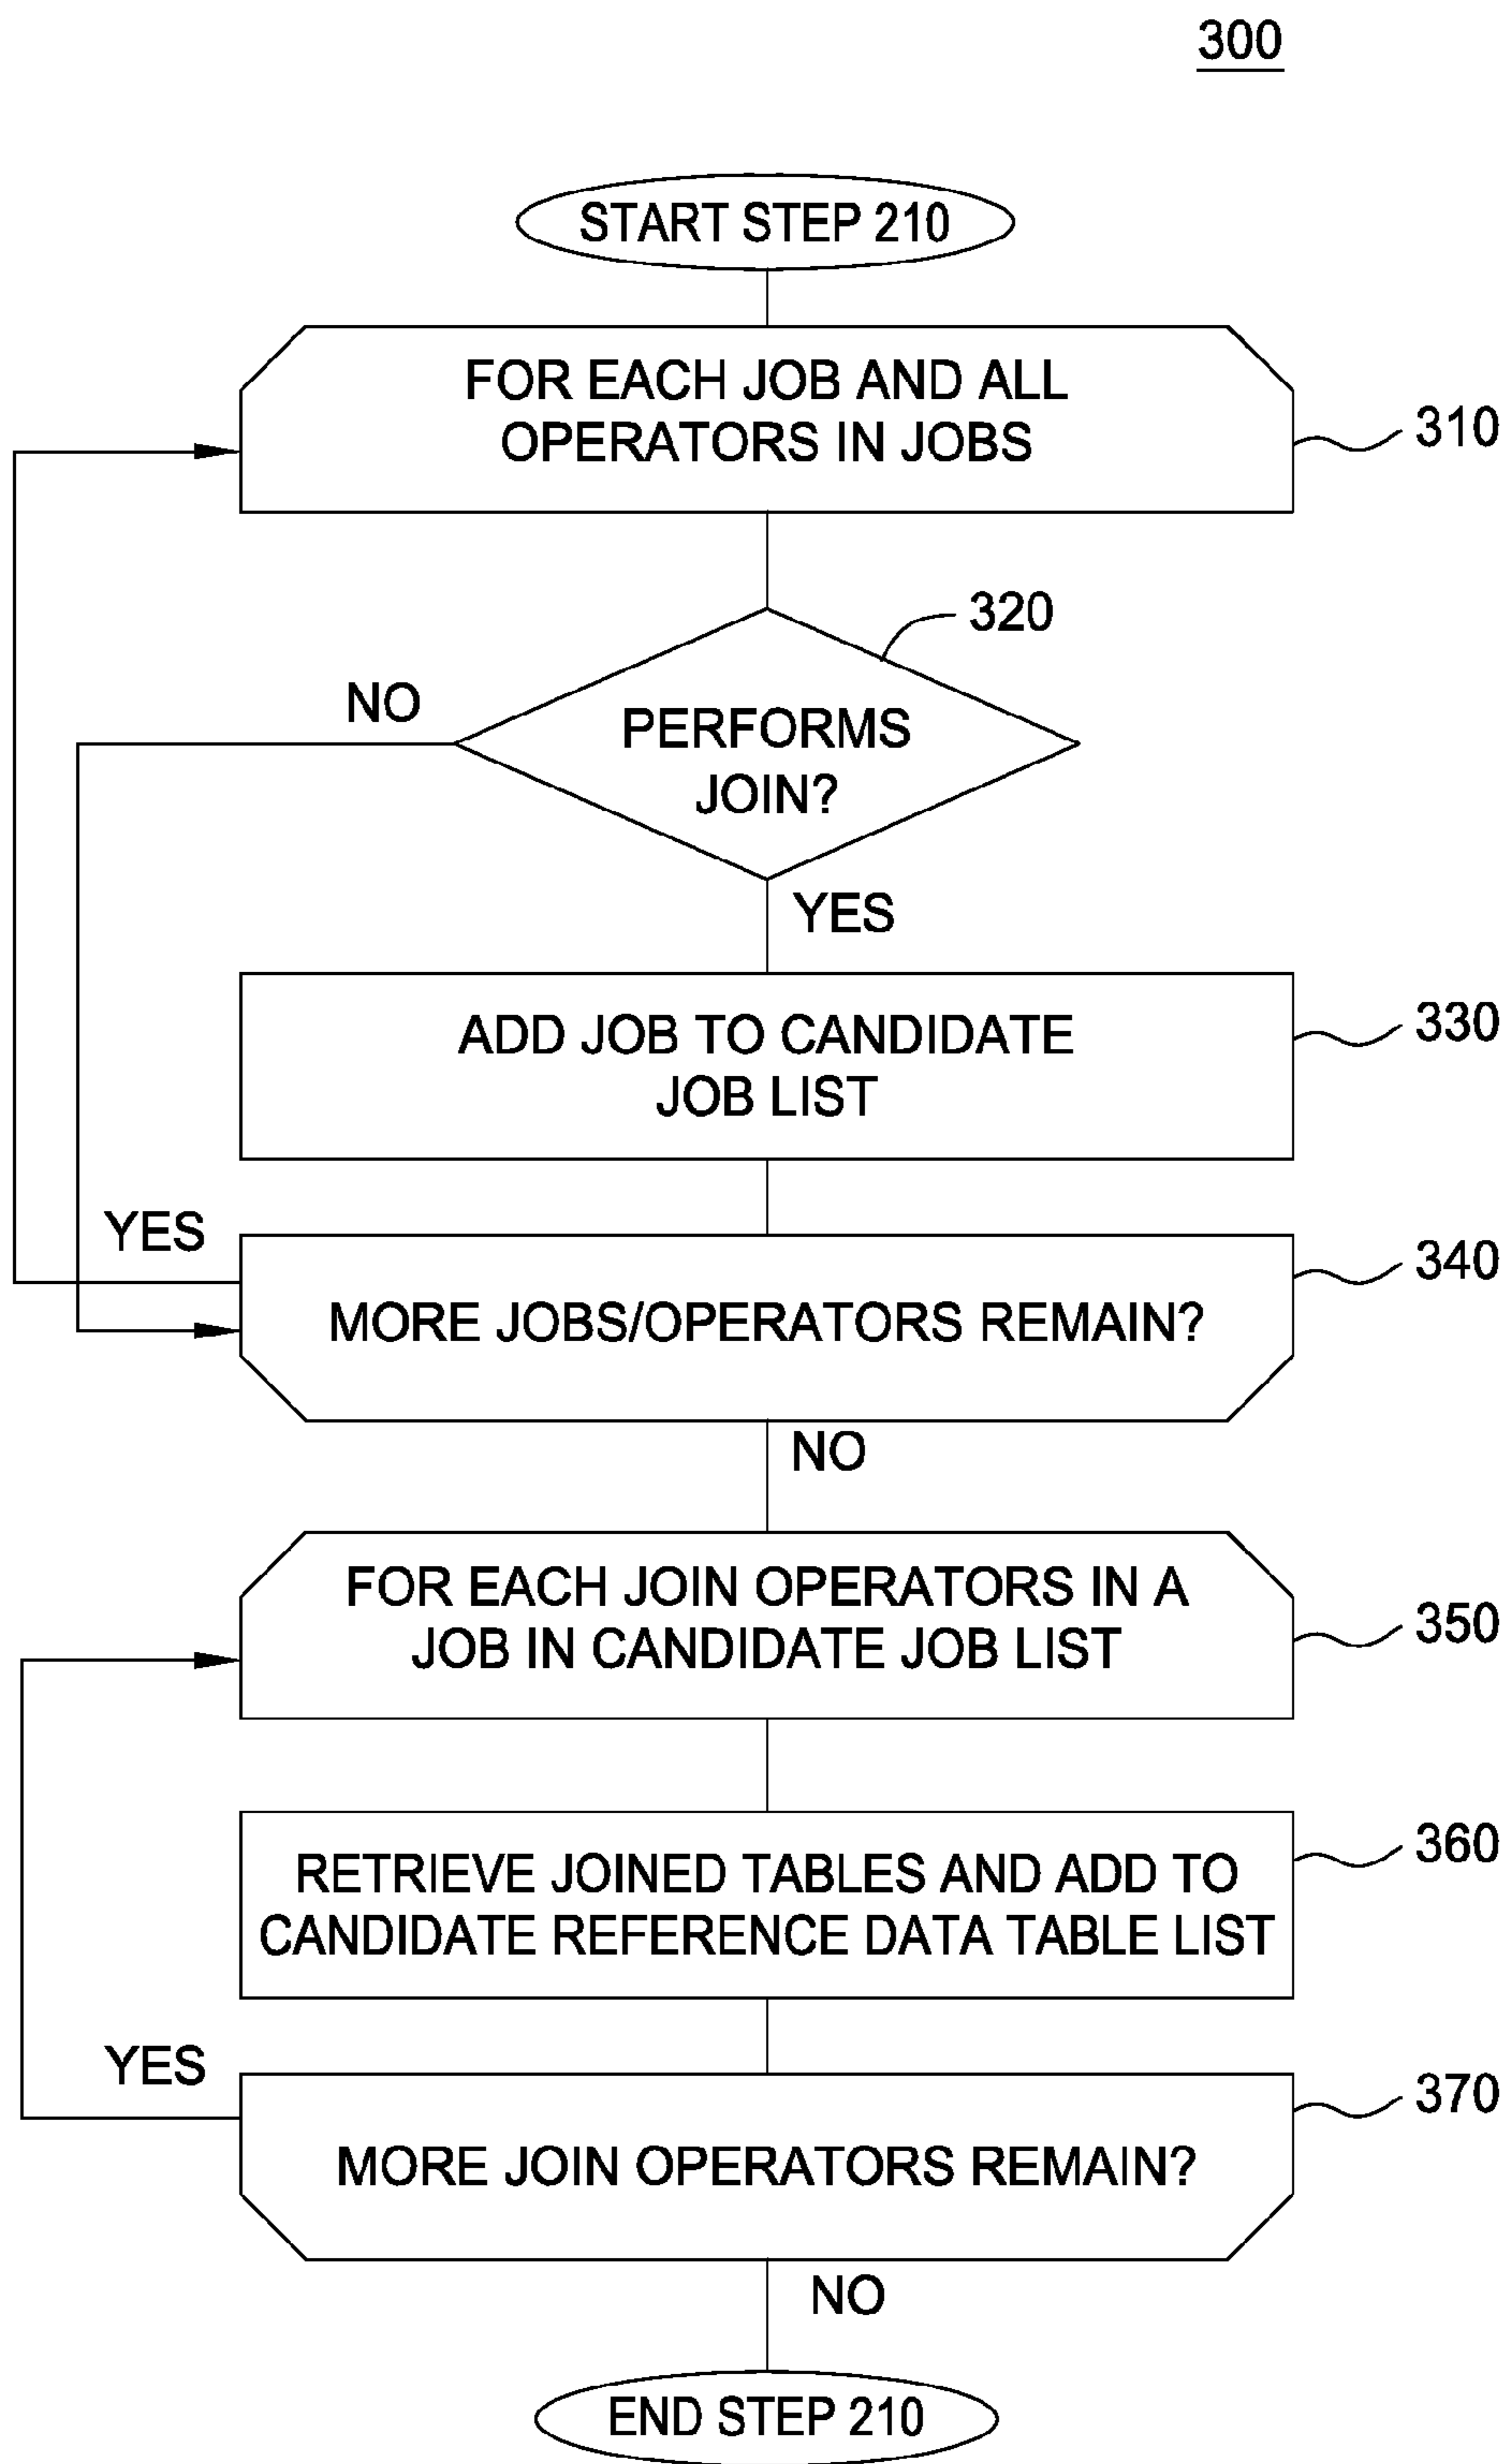 300
START STEP 210
FOR EACH JOB AND ALL
OPERATORS IN JOBS
310
320
NO
PERFORMS
JOIN?
YES
ADD JOB TO CANDIDATE
JOB LIST
330
YES
340
MORE JOBS/OPERATORS REMAIN?
NO
FOR EACH JOIN OPERATORS IN A
JOB IN CANDIDATE JOB LIST
350
RETRIEVE JOINED TABLES AND ADD TO
CANDIDATE REFERENCE DATA TABLE LIST
360
YES
370
MORE JOIN OPERATORS REMAIN?
NO
END STEP 210